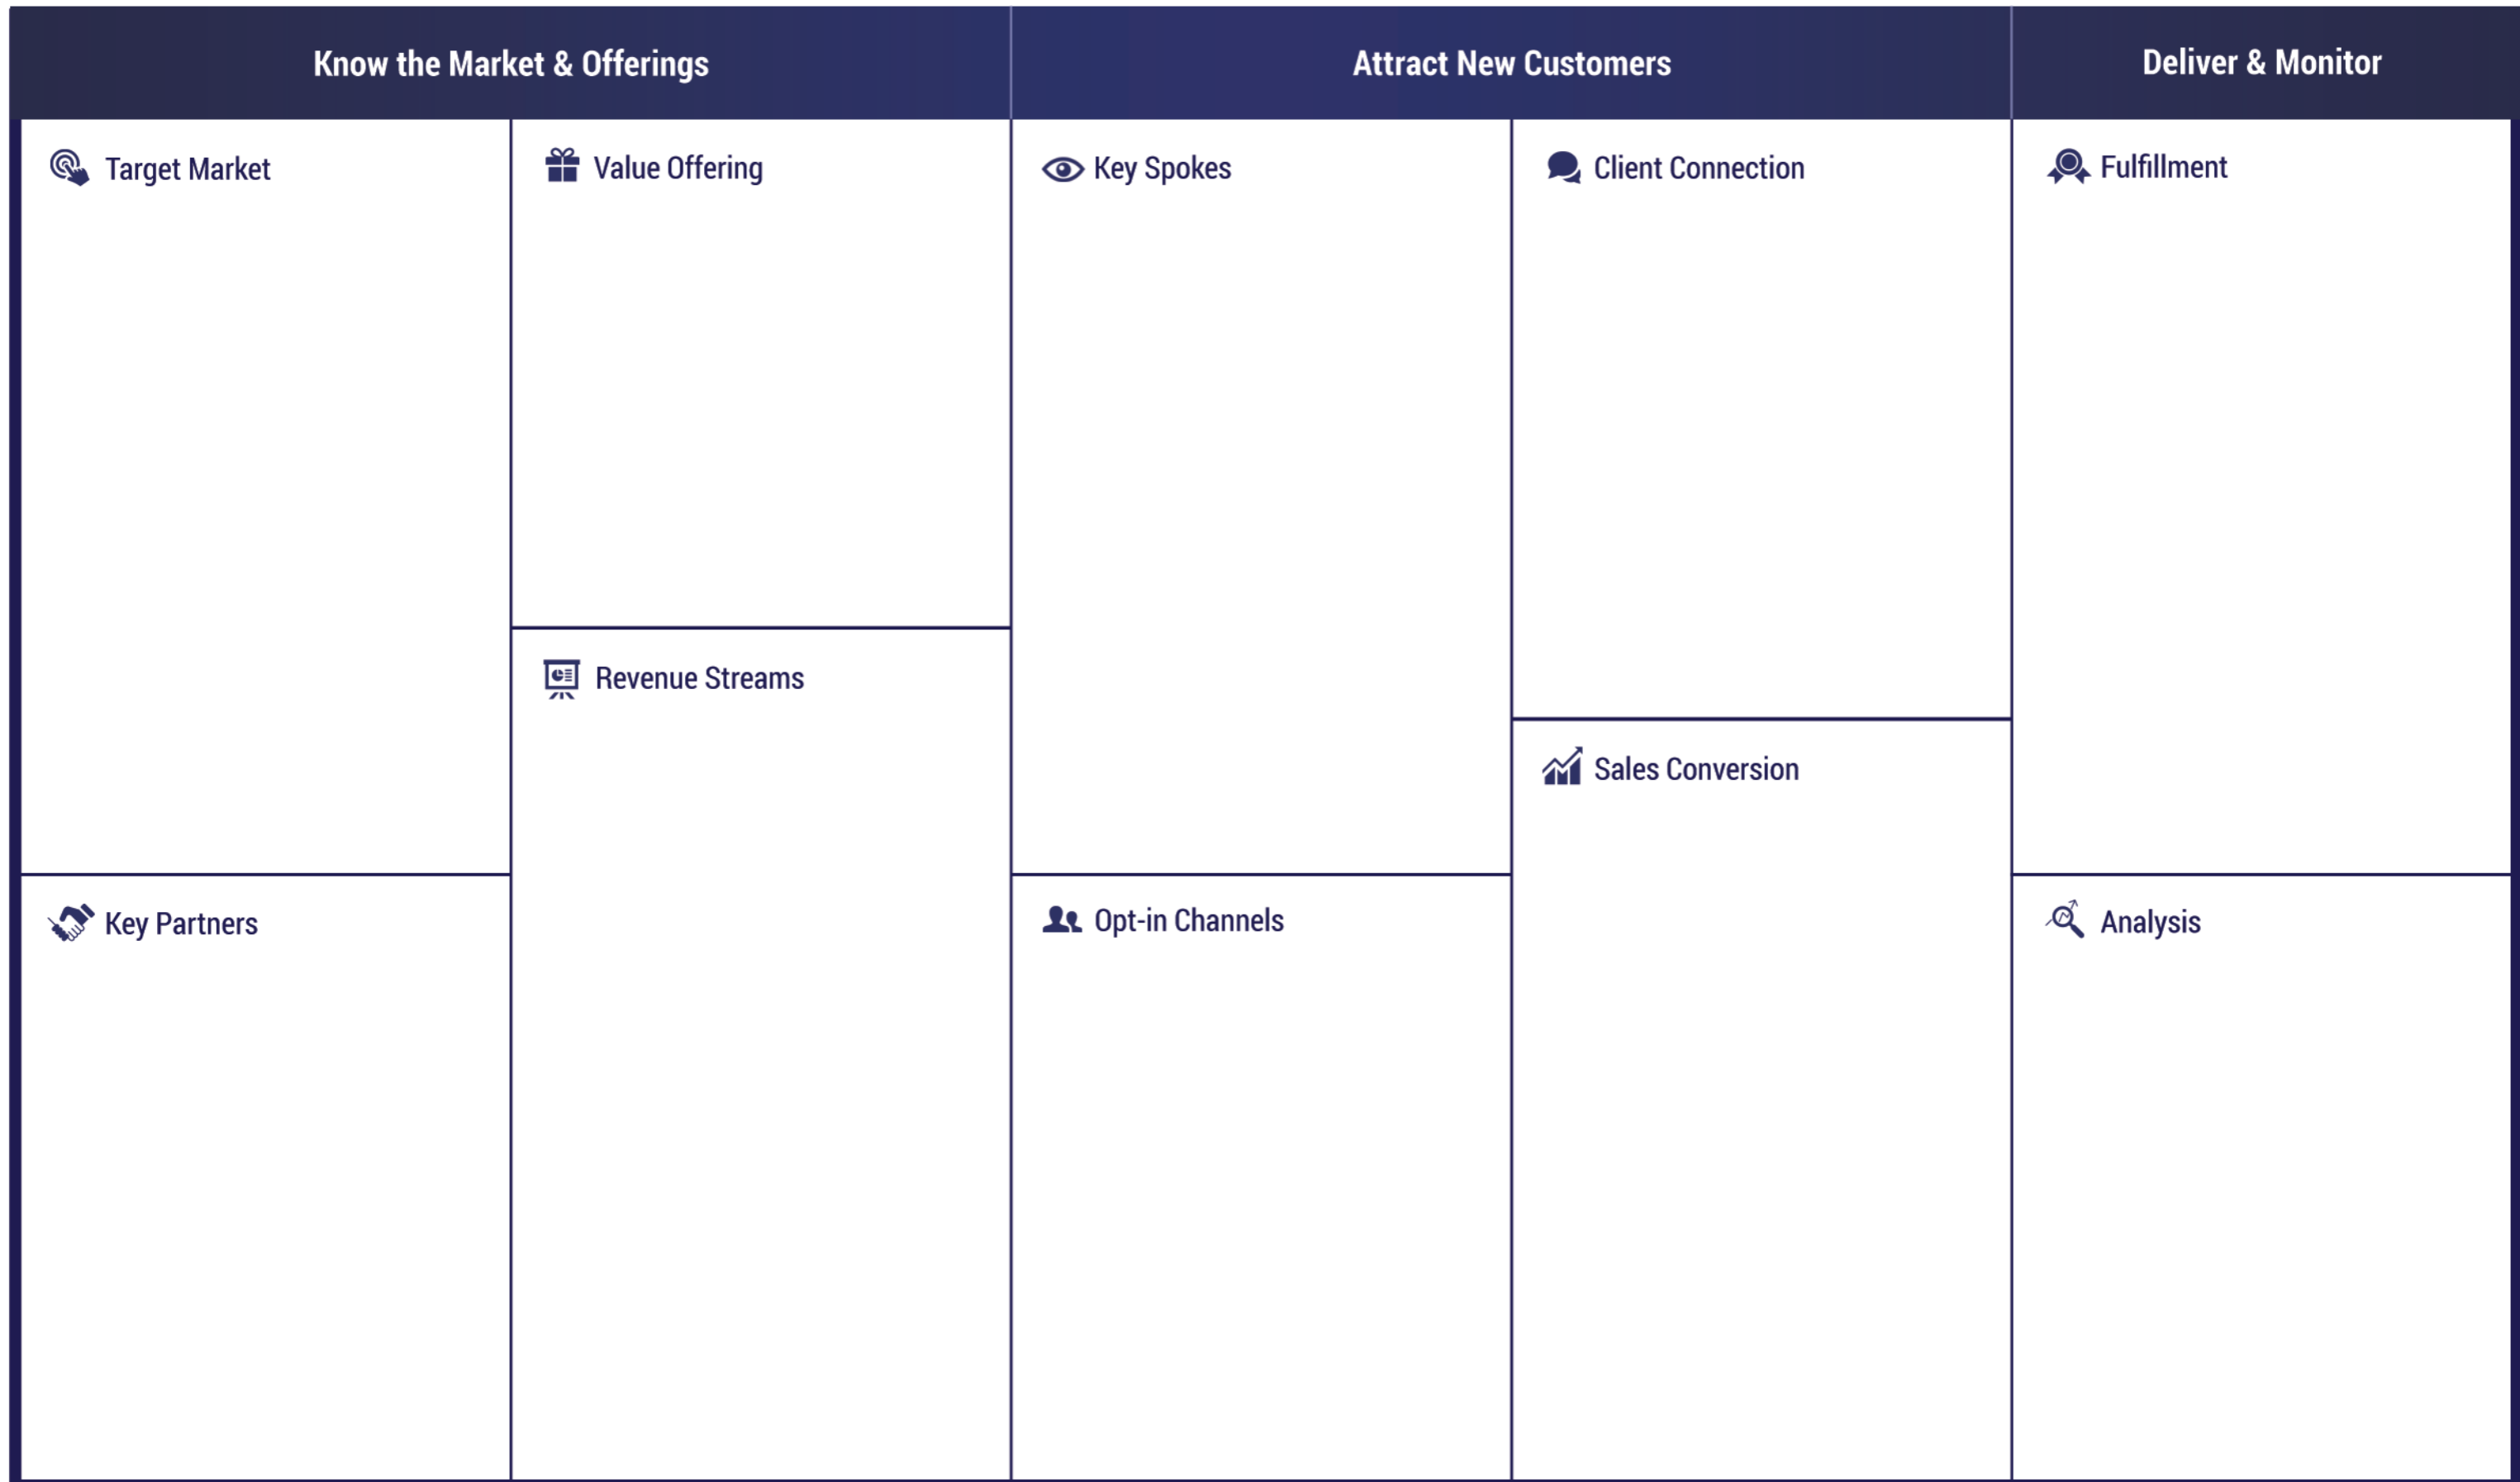 Know the Market & Offerings
Attract New Customers
Deliver & Monitor
Target Market
Key Partners
Value Offering
Revenue Streams
Key Spokes
Opt-in Channels
Client Connection
Sales Conversion
Fulfillment
Analysis